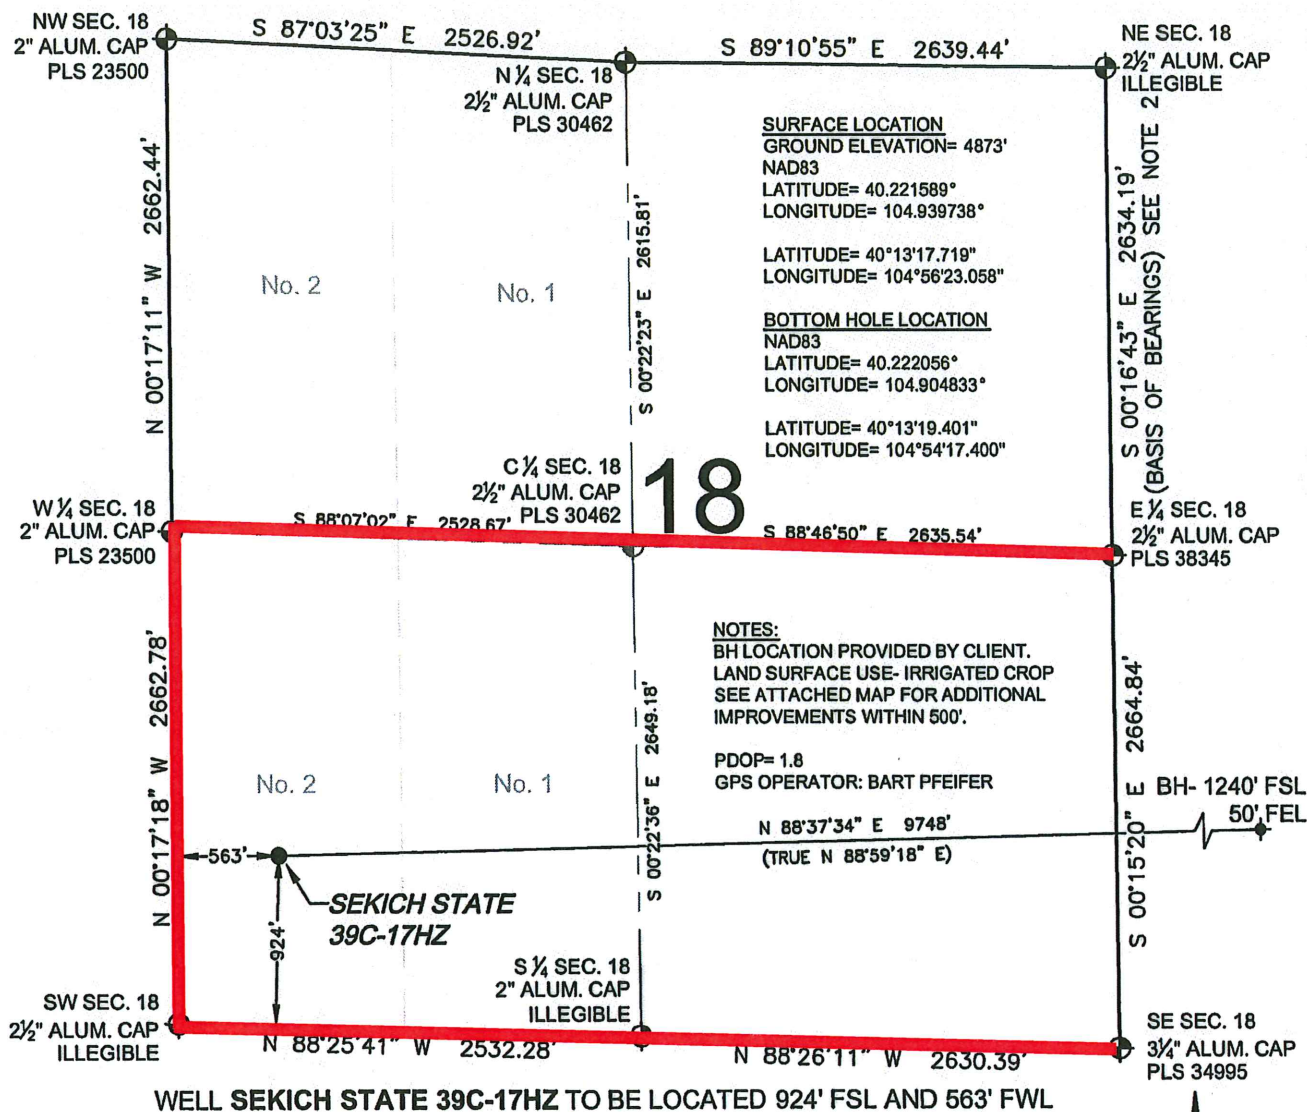 NW SEC. 18
2" ALUM. CAP
PLS 23500
S 87°03'25" E 2526.92'
N ¼ SEC. 18
2½" ALUM. CAP
PLS 30462
S 89°10'55" E 2639.44'
NE SEC. 18
2½" ALUM. CAP
ILLEGIBLE
N 00°17'11" W 2662.44'
No. 2
No. 1
S 00°22'23" E 2615.81'
SURFACE LOCATION
GROUND ELEVATION= 4873'
NAD83
LATITUDE= 40.221589°
LONGITUDE= 104.939738°
LATITUDE= 40°13'17.719"
LONGITUDE= 104°56'23.058"
BOTTOM HOLE LOCATION
NAD83
LATITUDE= 40.222056°
LONGITUDE= 104.904833°
LATITUDE= 40°13'19.401"
LONGITUDE= 104°54'17.400"
S 00°16'43" E 2634.19'
(BASIS OF BEARINGS) SEE NOTE 2
W ¼ SEC. 18
2" ALUM. CAP
PLS 23500
S 88°07'02" E 2528.67'
C ¼ SEC. 18
2½" ALUM. CAP
PLS 30462
18
S 88°46'50" E 2635.54'
E ¼ SEC. 18
2½" ALUM. CAP
PLS 38345
N 00°17'18" W 2662.78'
No. 2
No. 1
S 00°22'36" E 2649.18'
NOTES:
BH LOCATION PROVIDED BY CLIENT.
LAND SURFACE USE- IRRIGATED CROP
SEE ATTACHED MAP FOR ADDITIONAL
IMPROVEMENTS WITHIN 500'.
PDOP= 1.8
GPS OPERATOR: BART PFEIFER
S 00°15'20" E 2664.84'
BH- 1240' FSL
50' FEL
N 88°37'34" E 9748'
(TRUE N 88°59'18" E)
563'
924'
SEKICH STATE
39C-17HZ
SW SEC. 18
2½" ALUM. CAP
ILLEGIBLE
S ¼ SEC. 18
2" ALUM. CAP
ILLEGIBLE
N 88°25'41" W 2532.28'
N 88°26'11" W 2630.39'
SE SEC. 18
3¼" ALUM. CAP
PLS 34995
WELL SEKICH STATE 39C-17HZ TO BE LOCATED 924' FSL AND 563' FWL